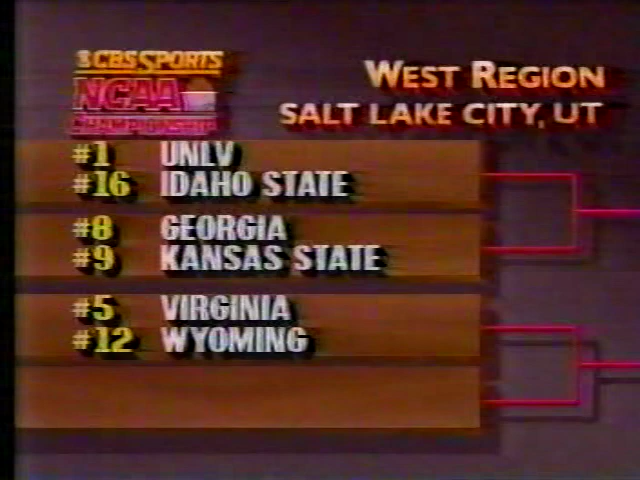 CBS SPORTS
NCAA
CHAMPIONSHIP
WEST REGION
SALT LAKE CITY, UT
#1 UNLV
#16 IDAHO STATE
#8 GEORGIA
#9 KANSAS STATE
#5 VIRGINIA
#12 WYOMING